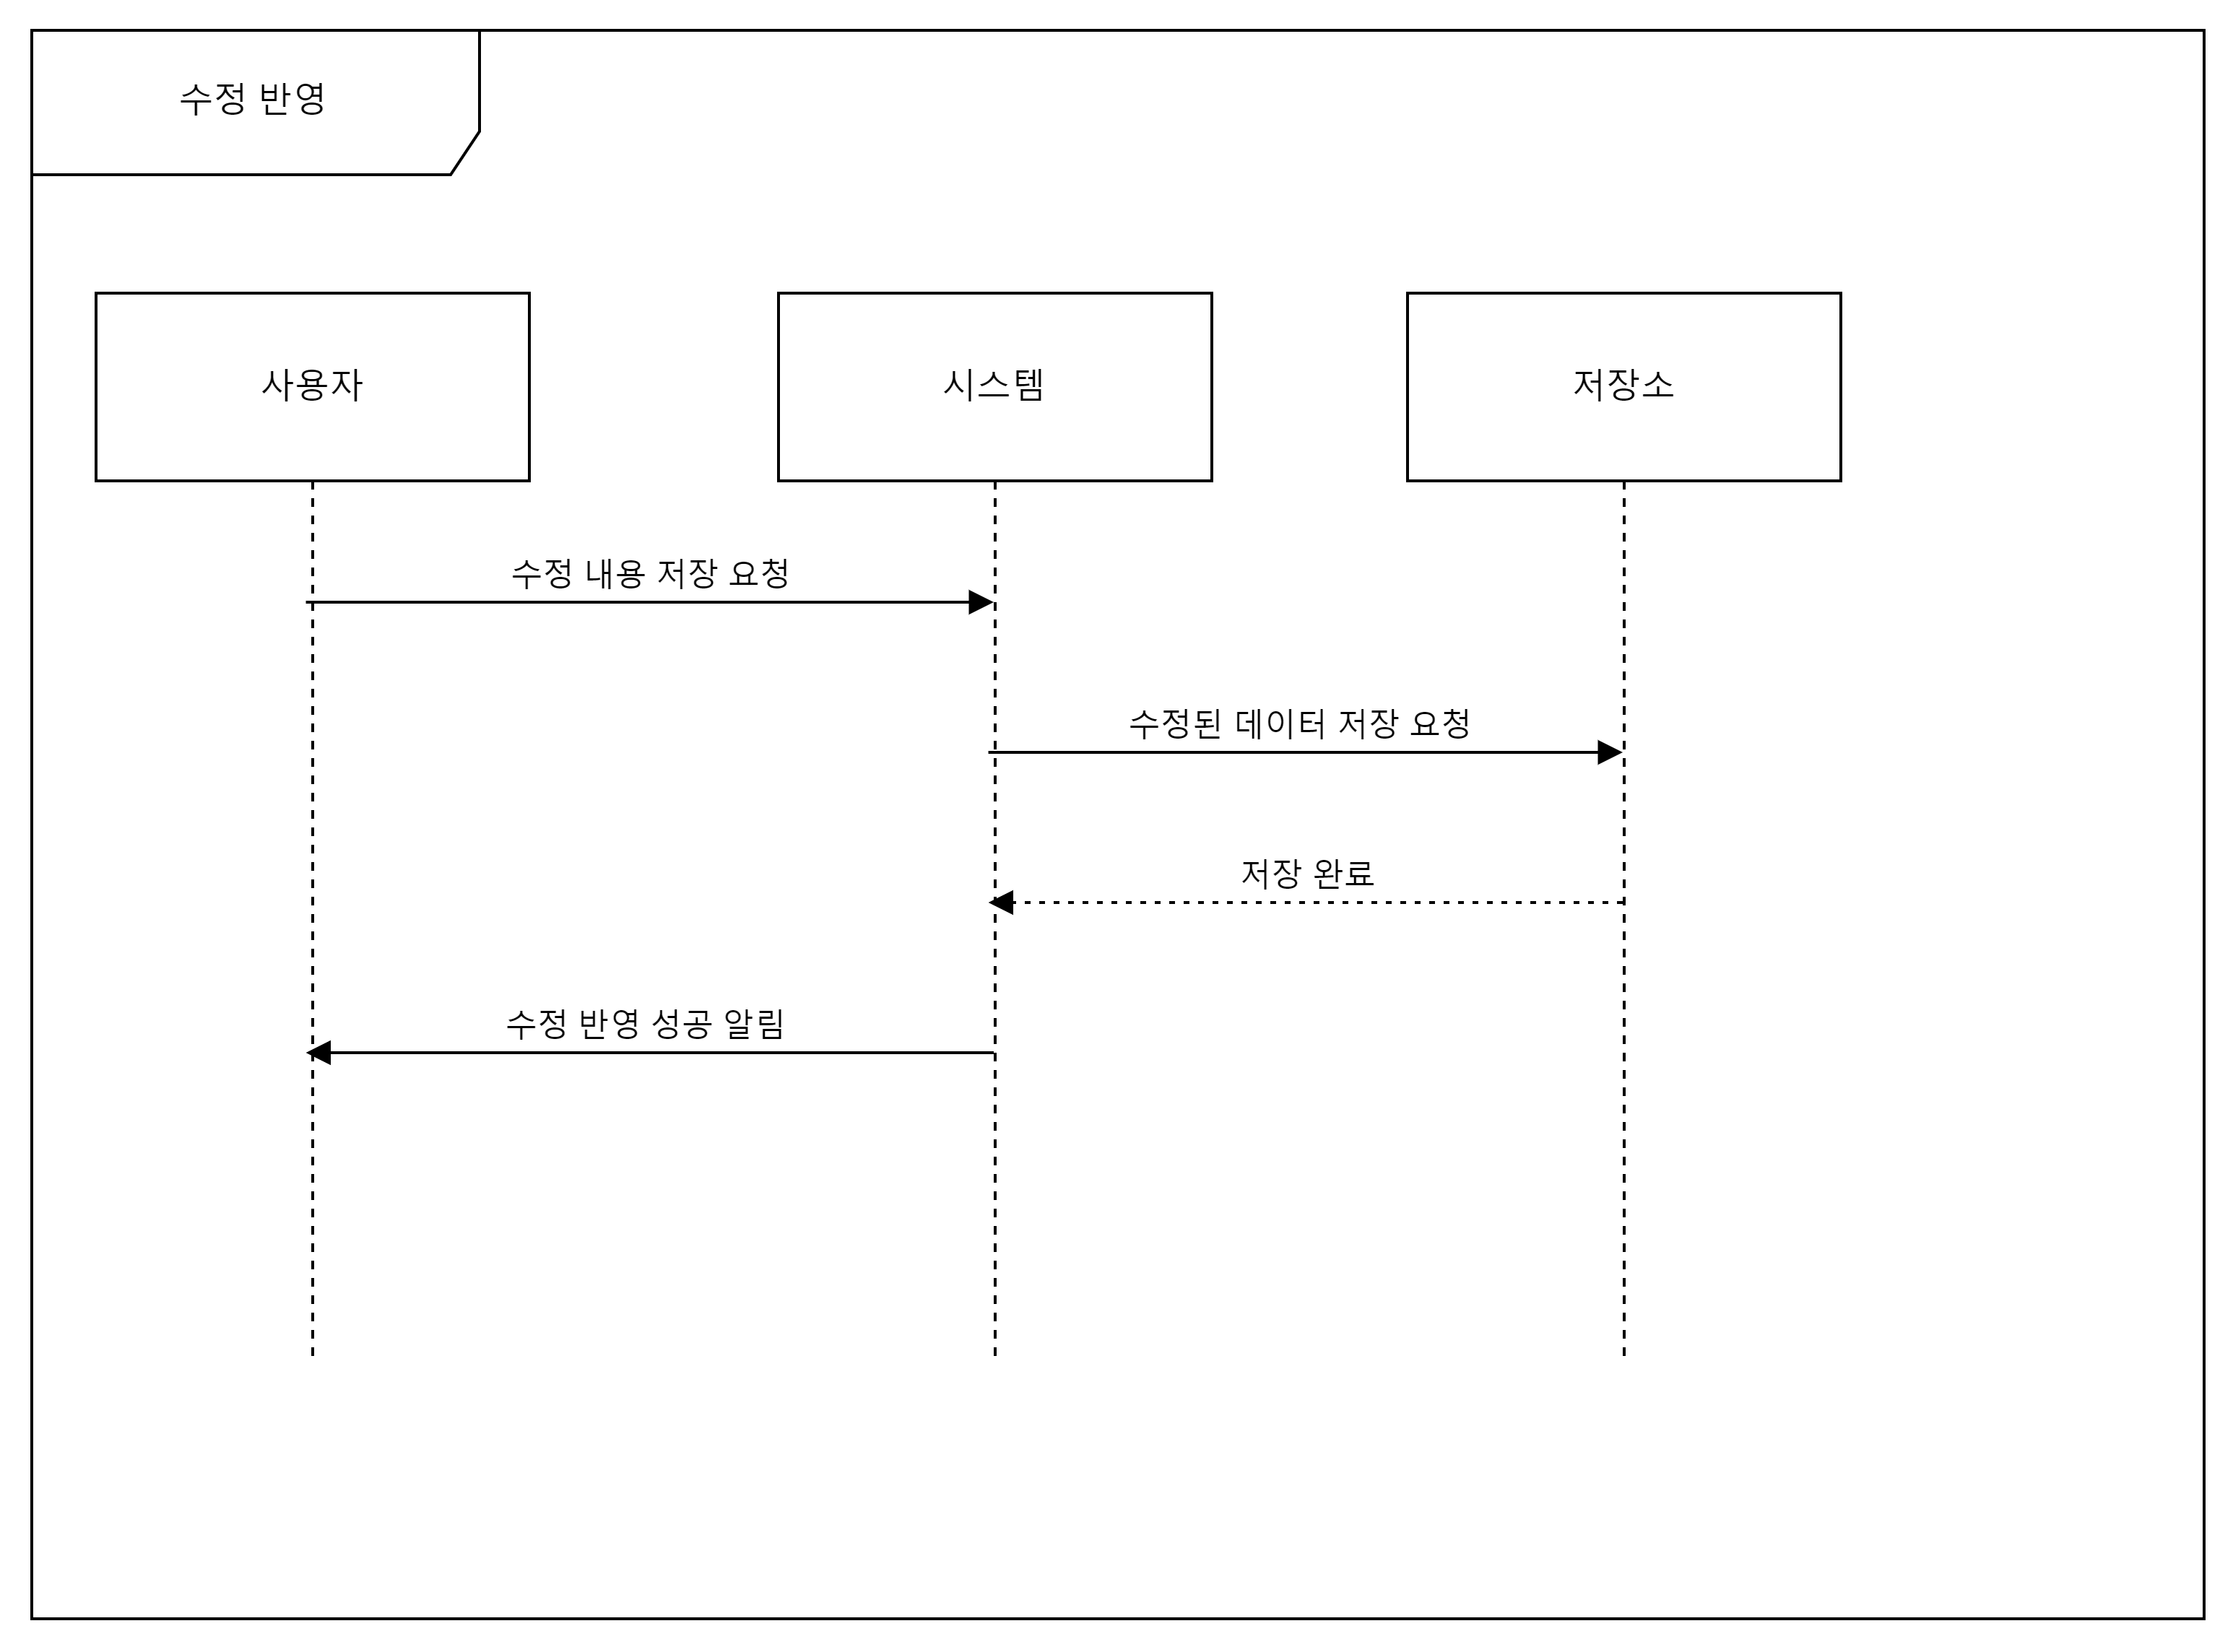 수정 반영
사용자
시스템
저장소
수정 내용 저장 요청
수정된 데이터 저장 요청
저장 완료
수정 반영 성공 알림